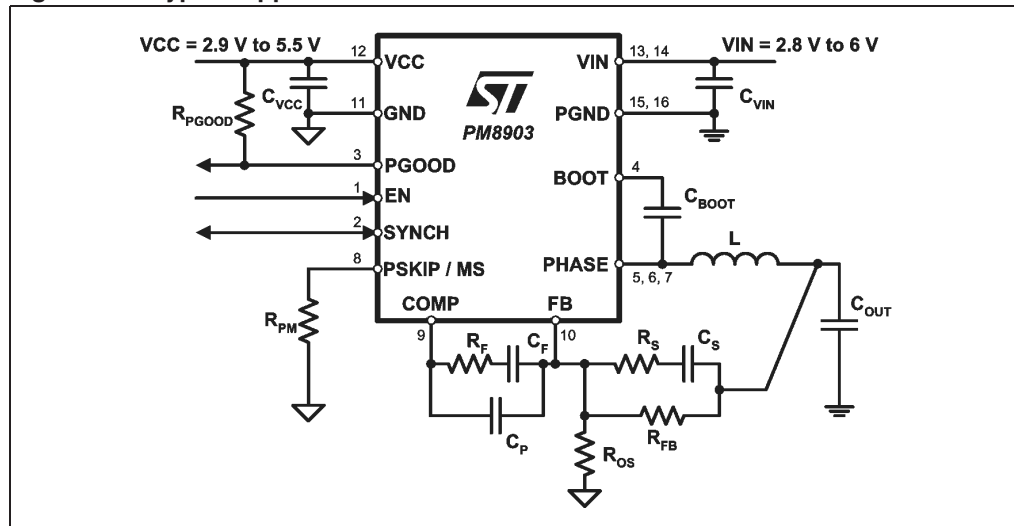 VCC = 2.9 V to 5.5 V
12
VCC
VIN
13, 14
VIN = 2.8 V to 6 V
CVCC
RPGOOD
11
GND
ST
PM8903
PGND
15, 16
CVIN
3
PGOOD
BOOT
4
1
EN
CBOOT
2
SYNCH
L
8
PSKIP / MS
PHASE
5, 6, 7
COMP
FB
COUT
RPM
9
10
RF
CF
RS
CS
CP
RFB
ROS